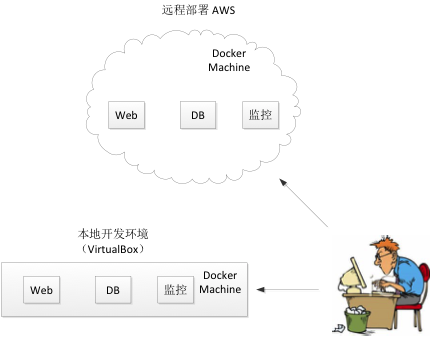 远程部署 AWS
Docker
Machine
Web
DB
监控
本地开发环境
（VirtualBox）
Docker
Machine
Web
DB
监控